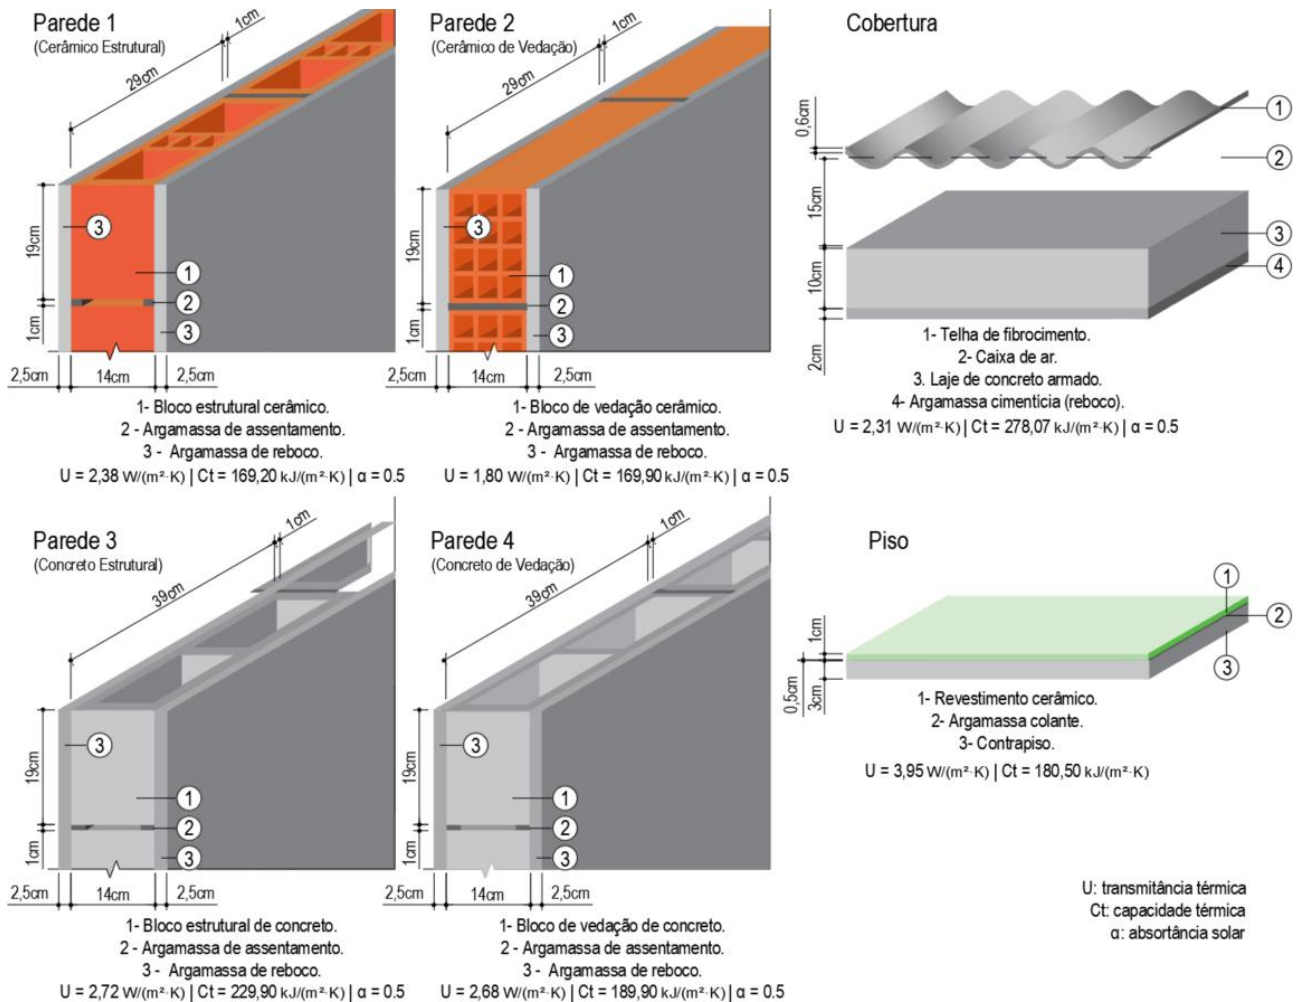 Parede 1
(Cerâmico Estrutural)
1cm
29cm
19cm
1cm
3
1
2
3
2,5cm
14cm
2,5cm
1- Bloco estrutural cerâmico.
2 - Argamassa de assentamento.
3 - Argamassa de reboco.
U = 2,38 W/(m²·K) | Ct = 169,20 kJ/(m²·K) | α = 0.5
Parede 2
(Cerâmico de Vedação)
1cm
29cm
19cm
1cm
3
1
2
3
2,5cm
14cm
2,5cm
1- Bloco de vedação cerâmico.
2 - Argamassa de assentamento.
3 - Argamassa de reboco.
U = 1,80 W/(m²·K) | Ct = 169,90 kJ/(m²·K) | α = 0.5
Cobertura
0,6cm
15cm
10cm
2cm
1
2
3
4
1- Telha de fibrocimento.
2- Caixa de ar.
3. Laje de concreto armado.
4- Argamassa cimentícia (reboco).
U = 2,31 W/(m²·K) | Ct = 278,07 kJ/(m²·K) | α = 0.5
Parede 3
(Concreto Estrutural)
1cm
39cm
19cm
1cm
3
1
2
3
2,5cm
14cm
2,5cm
1- Bloco estrutural de concreto.
2 - Argamassa de assentamento.
3 - Argamassa de reboco.
U = 2,72 W/(m²·K) | Ct = 229,90 kJ/(m²·K) | α = 0.5
Parede 4
(Concreto de Vedação)
1cm
39cm
19cm
1cm
3
1
2
3
2,5cm
14cm
2,5cm
1- Bloco de vedação de concreto.
2 - Argamassa de assentamento.
3 - Argamassa de reboco.
U = 2,68 W/(m²·K) | Ct = 189,90 kJ/(m²·K) | α = 0.5
Piso
1cm
0,5cm
3cm
1
2
3
1- Revestimento cerâmico.
2- Argamassa colante.
3- Contrapiso.
U = 3,95 W/(m²·K) | Ct = 180,50 kJ/(m²·K)
U: transmitância térmica
Ct: capacidade térmica
α: absortância solar